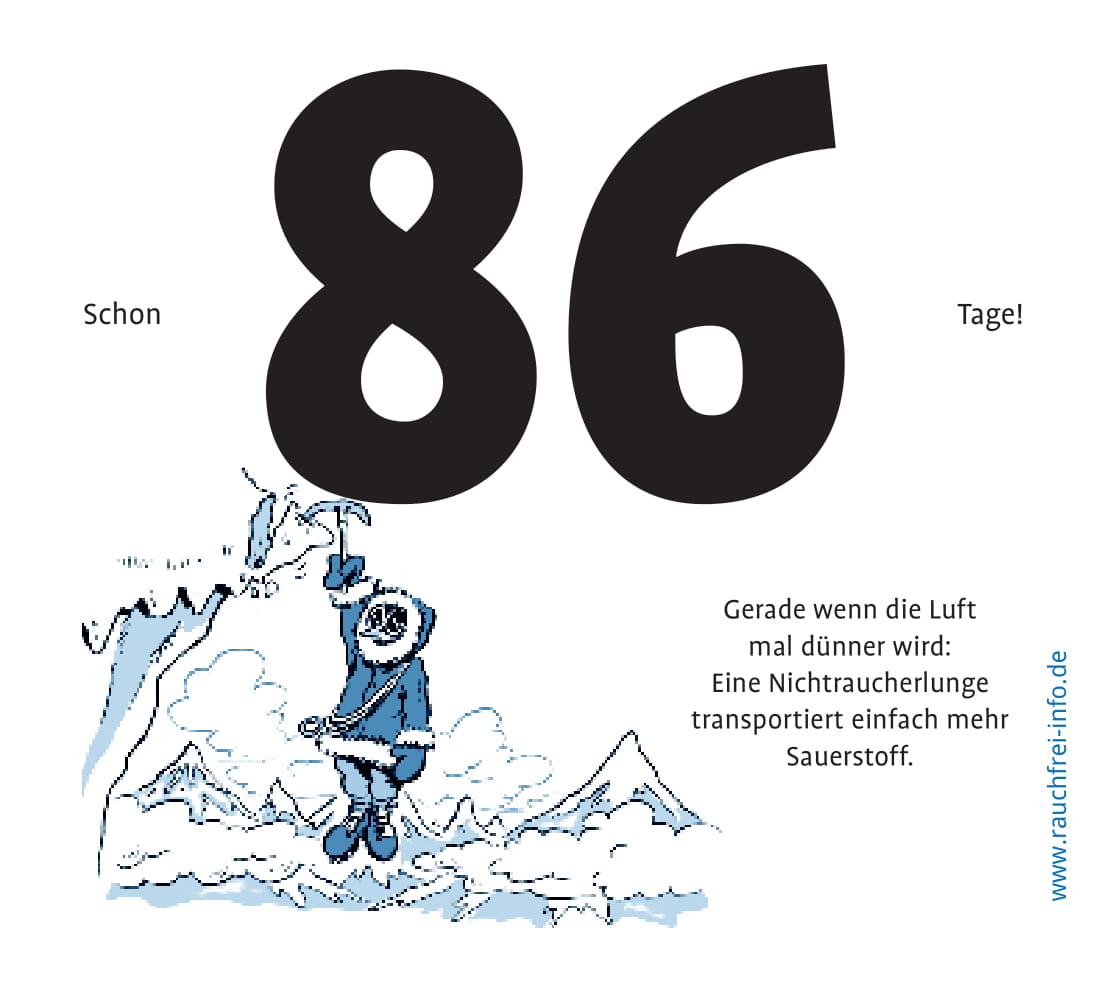 Schon
86
Tage!
Gerade wenn die Luft
mal dünner wird:
Eine Nichtraucherlunge
transportiert einfach mehr
Sauerstoff.
www.rauchfrei-info.de